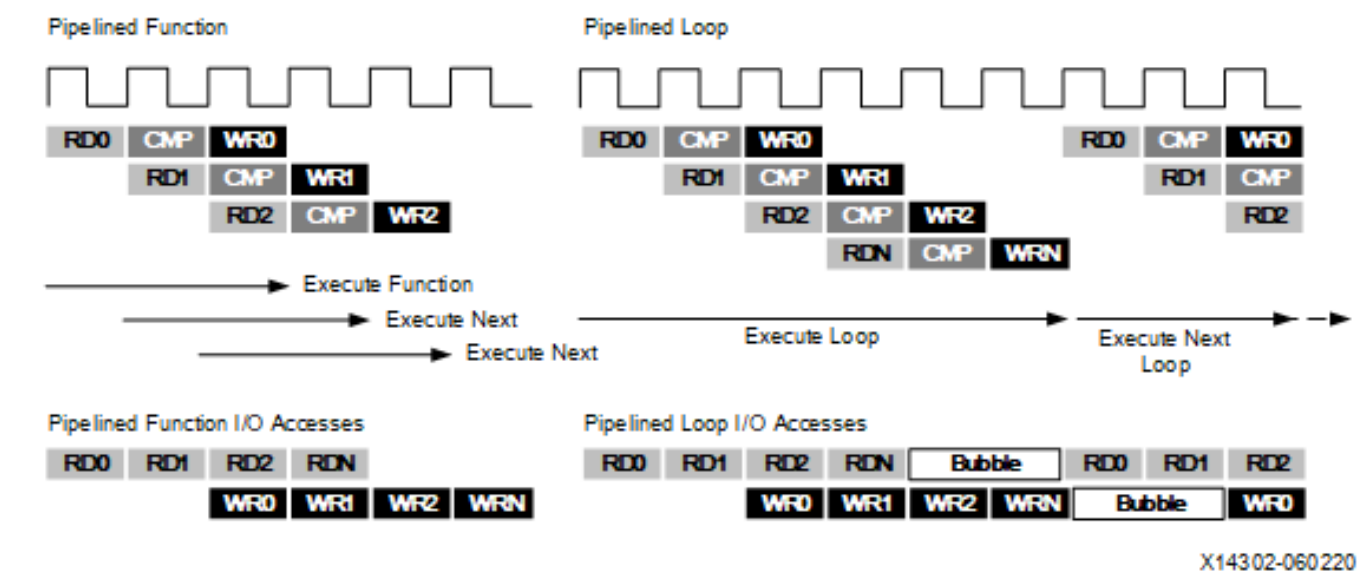 Pipelined Function
Pipelined Loop
RD0 CMP WR0
RD1 CMP WR1
RD2 CMP WR2
RD0 CMP WR0
RD1 CMP WR1
RD2 CMP WR2
RDN CMP WRN
RD0 CMP WR0
RD1 CMP
RD2
Execute Function
Execute Next
Execute Next
Execute Loop
Execute Next
Loop
Pipelined Function I/O Accesses
RD0 RD1 RD2 RDN
WR0 WR1 WR2 WRN
Pipelined Loop I/O Accesses
RD0 RD1 RD2 RDN Bubble RD0 RD1 RD2
WR0 WR1 WR2 WRN Bubble WR0
X14302-060220